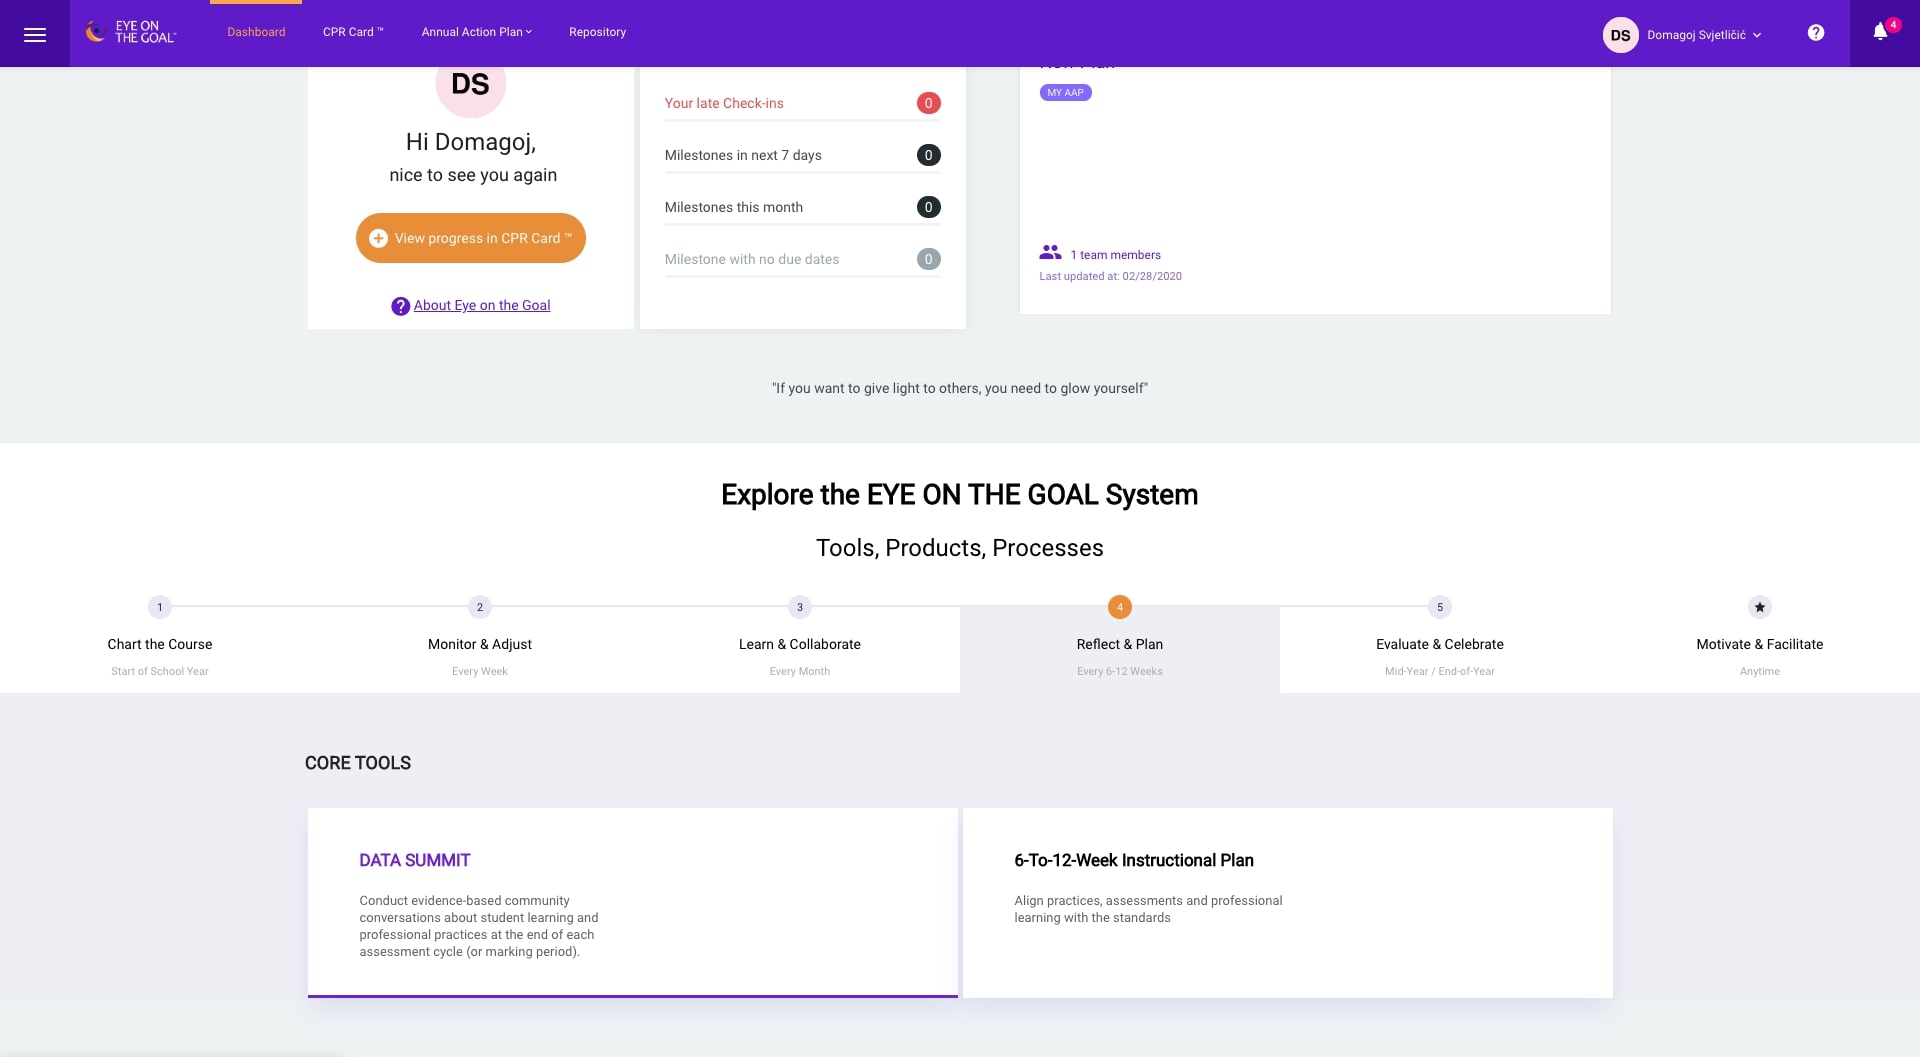 EYE ON
THE GOAL™
Dashboard
CPR Card ™
Annual Action Plan
Repository
DS
Domagoj Svjetličić
?
4
DS
Hi Domagoj,
nice to see you again
View progress in CPR Card ™
? About Eye on the Goal
Your late Check-ins 0
Milestones in next 7 days 0
Milestones this month 0
Milestone with no due dates 0
MY AAP
1 team members
Last updated at: 02/28/2020
"If you want to give light to others, you need to glow yourself"
Explore the EYE ON THE GOAL System
Tools, Products, Processes
1
Chart the Course
Start of School Year
2
Monitor & Adjust
Every Week
3
Learn & Collaborate
Every Month
4
Reflect & Plan
Every 6-12 Weeks
5
Evaluate & Celebrate
Mid-Year / End-of-Year
Motivate & Facilitate
Anytime
CORE TOOLS
DATA SUMMIT
Conduct evidence-based community
conversations about student learning and
professional practices at the end of each
assessment cycle (or marking period).
6-To-12-Week Instructional Plan
Align practices, assessments and professional
learning with the standards